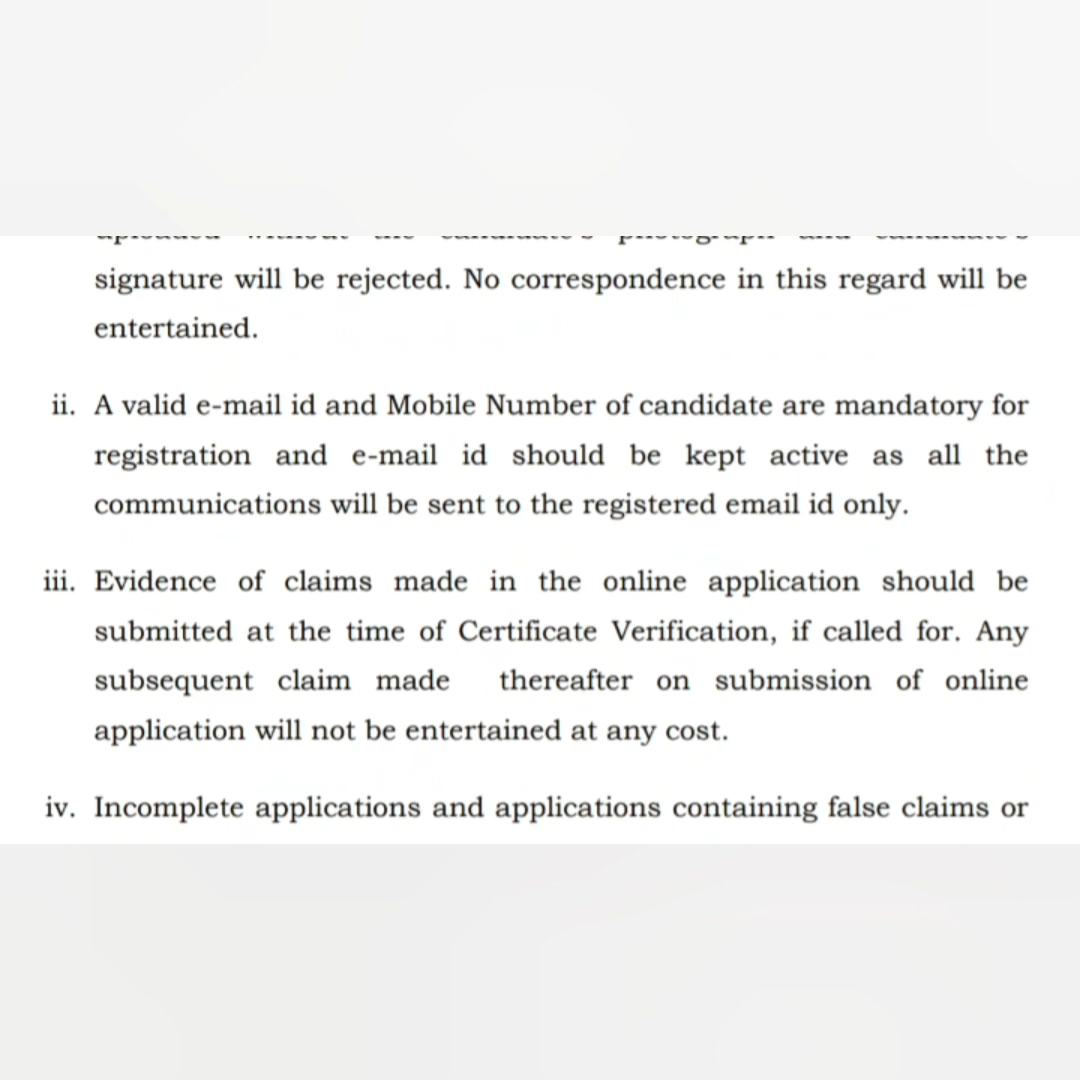 signature will be rejected. No correspondence in this regard will be
entertained.
ii. A valid e-mail id and Mobile Number of candidate are mandatory for
registration and e-mail id should be kept active as all the
communications will be sent to the registered email id only.
iii. Evidence of claims made in the online application should be
submitted at the time of Certificate Verification, if called for. Any
subsequent claim made thereafter on submission of online
application will not be entertained at any cost.
iv. Incomplete applications and applications containing false claims or